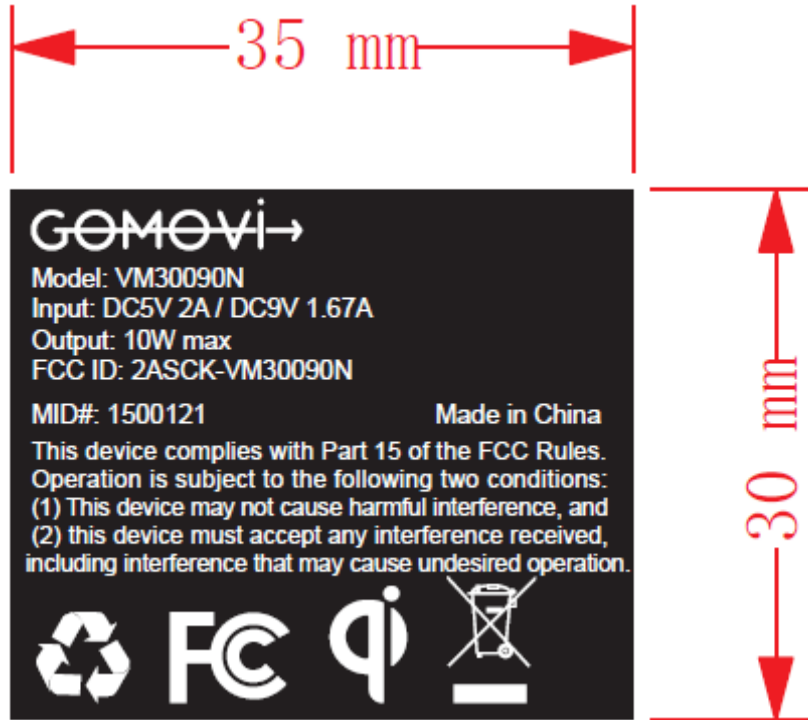 35 mm
GOMOVi
Model: VM30090N
Input: DC5V 2A / DC9V 1.67A
Output: 10W max
FCC ID: 2ASCK-VM30090N
MID#: 1500121 Made in China
This device complies with Part 15 of the FCC Rules.
Operation is subject to the following two conditions:
(1) This device may not cause harmful interference, and
(2) this device must accept any interference received,
including interference that may cause undesired operation.
FC qi
30 mm